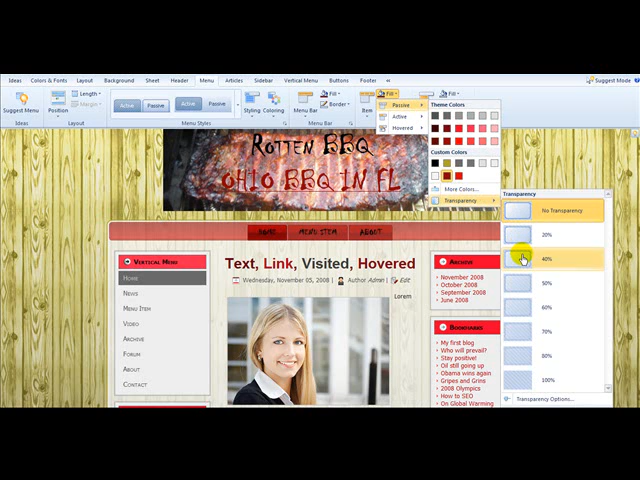 Ideas Colors & Fonts Layout Background Sheet Header Menu Articles Sidebar Vertical Menu Buttons Footer Suggest Mode
Suggest Menu
Ideas
Position
Length
Margin
Layout
Active Passive
Active Passive
Menu Styles
Styling
Coloring
Menu Bar
Fill
Border
Menu Bar
Item
Fill
Fill
Passive
Active
Hovered
Theme Colors
Custom Colors
More Colors...
Transparency
Transparency
No Transparency
20%
40%
50%
60%
70%
80%
100%
Transparency Options...
Rotten BBQ
Ohio BBQ in FL
Home Menu Item About
Vertical Menu
Home
News
Menu Item
Video
Archive
Forum
About
Contact
Text, Link, Visited, Hovered
Wednesday, November 05, 2008 | Author Admin | Edit
Lorem
Archive
November 2008
October 2008
September 2008
June 2008
Bookmarks
My first blog
Who will prevail?
Stay positive!
Oil still going up
Obama wins again
Gripes and Grins
2008 Olympics
How to SEO
On Global Warming